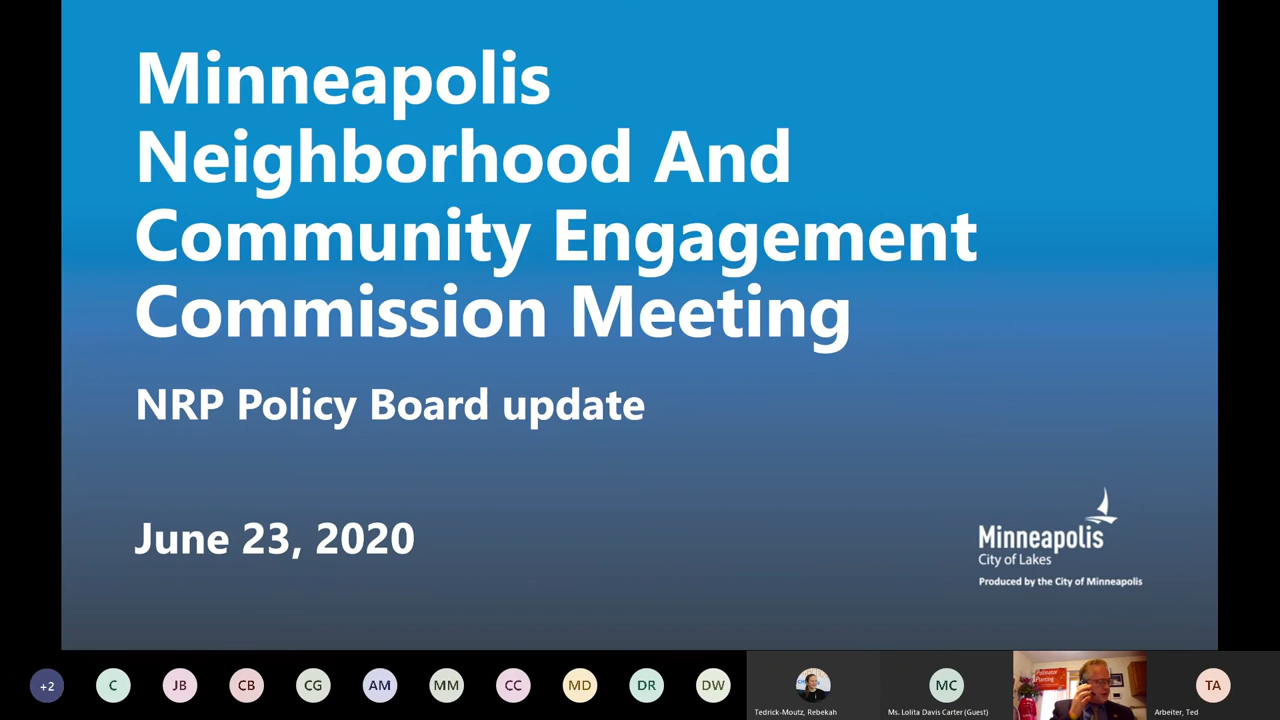 Minneapolis
Neighborhood And
Community Engagement
Commission Meeting
NRP Policy Board update
June 23, 2020
Minneapolis
City of Lakes
Produced by the City of Minneapolis
+2
C
JB
CB
CG
AM
MM
CC
MD
DR
DW
Tedrick-Moutz, Rebekah
MC
Ms. Lolita Davis Carter (Guest)
Pollinator
Planting
TA
Arbeiter, Ted